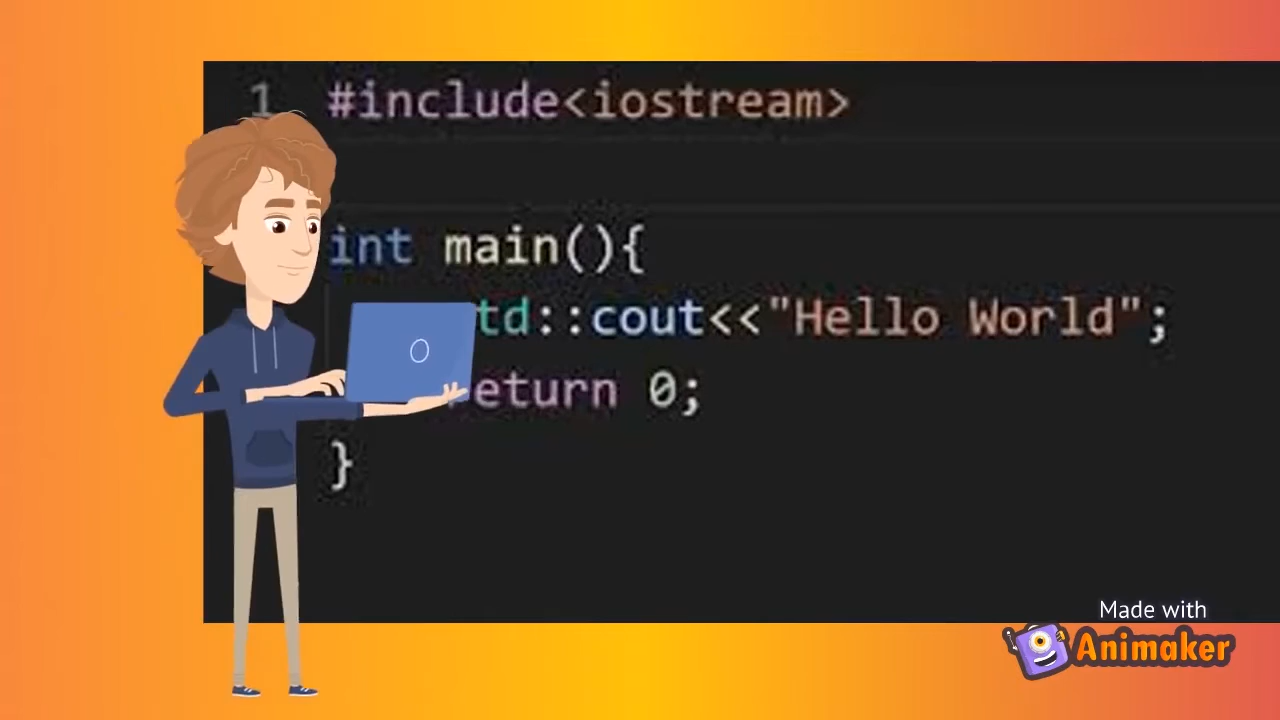 1 #include<iostream>
int main(){
td::cout<<"Hello World";
eturn 0;
}
Made with
Animaker